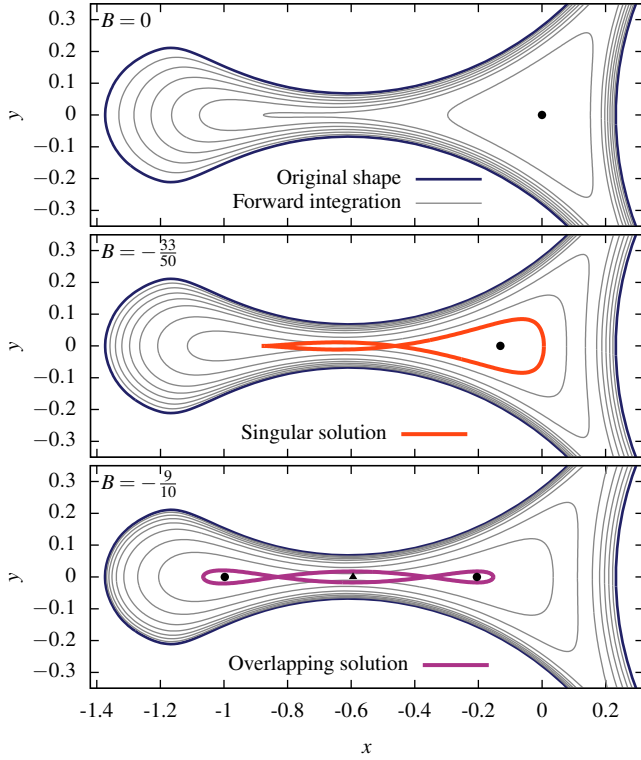 0.3
B = 0
0.2
0.1
y
0
−0.1
−0.2
Original shape
Forward integration
−0.3
0.3
B = −33/50
0.2
0.1
y
0
−0.1
−0.2
−0.3
Singular solution
0.3
B = −9/10
0.2
0.1
y
0
−0.1
−0.2
−0.3
Overlapping solution
-1.4 -1.2 -1 -0.8 -0.6 -0.4 -0.2 0 0.2
x